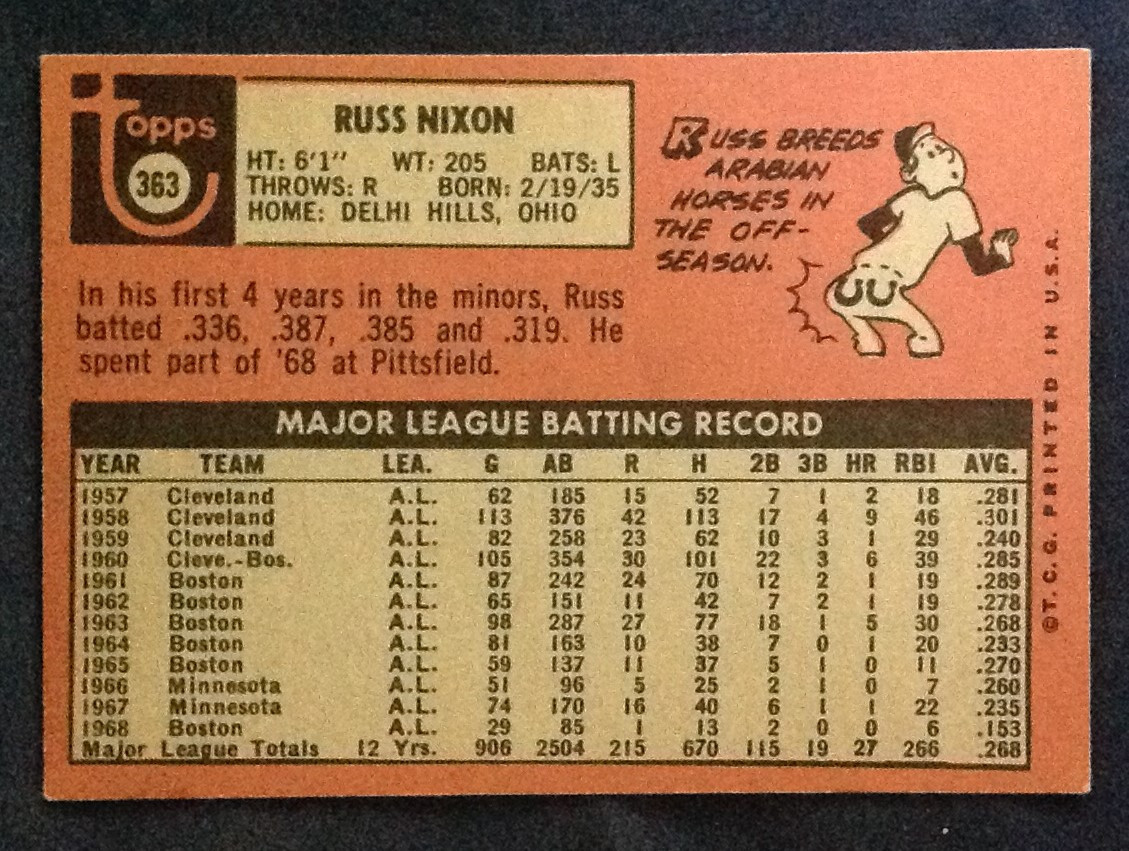 topps
363
RUSS NIXON
HT: 6'1" WT: 205 BATS: L
THROWS: R BORN: 2/19/35
HOME: DELHI HILLS, OHIO
RUSS BREEDS
ARABIAN
HORSES IN
THE OFF-
SEASON.
In his first 4 years in the minors, Russ
batted .336, .387, .385 and .319. He
spent part of '68 at Pittsfield.
MAJOR LEAGUE BATTING RECORD
YEAR TEAM LEA. G AB R H 2B 3B HR RBI AVG.
1957 Cleveland A.L. 62 185 15 52 7 1 2 18 .281
1958 Cleveland A.L. 113 376 42 113 17 4 9 46 .301
1959 Cleveland A.L. 82 258 23 62 10 3 1 29 .240
1960 Cleve.-Bos. A.L. 105 354 30 101 22 3 6 39 .285
1961 Boston A.L. 87 242 24 70 12 2 1 19 .289
1962 Boston A.L. 65 151 11 42 7 2 1 19 .278
1963 Boston A.L. 98 287 27 77 18 1 5 30 .268
1964 Boston A.L. 81 163 10 38 7 0 1 20 .233
1965 Boston A.L. 59 137 11 37 5 1 0 11 .270
1966 Minnesota A.L. 51 96 5 25 2 1 0 7 .260
1967 Minnesota A.L. 74 170 16 40 6 1 1 22 .235
1968 Boston A.L. 29 85 1 13 2 0 0 6 .153
Major League Totals 12 Yrs. 906 2504 215 670 115 19 27 266 .268
©T. C. G. PRINTED IN U.S.A.